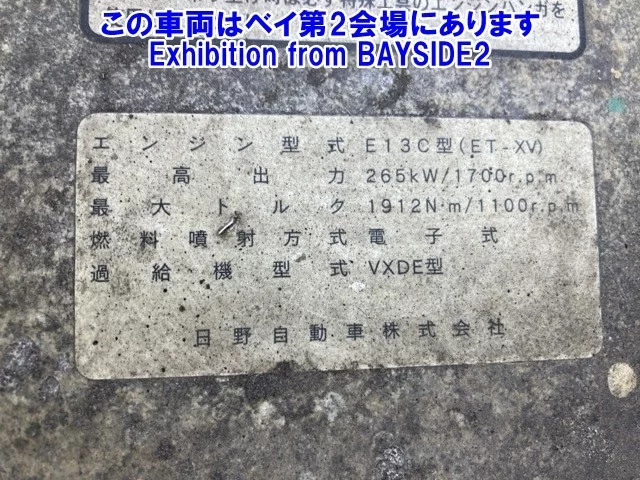 この車両はベイ第2会場にあります
Exhibition from BAYSIDE2
エンジン型式 E13C型(ET-XV)
最高出力 265kW/1700r.p.m
最大トルク 1912N·m/1100r.p.m
燃料噴射方式 電子式
過給機型式 VXDE型
日野自動車株式会社